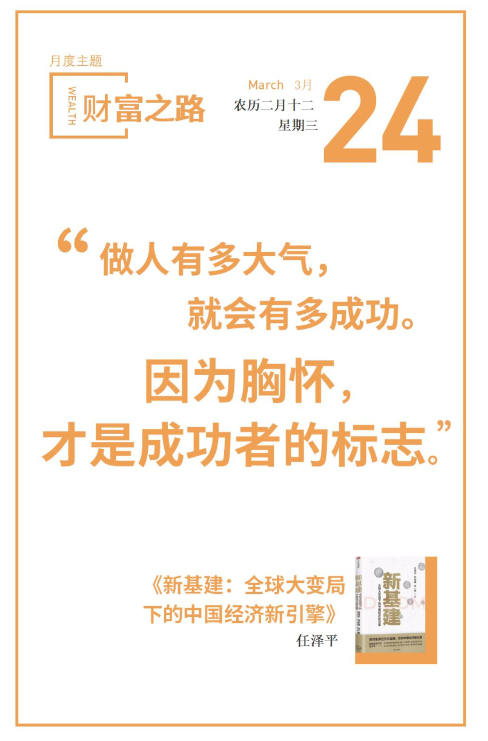 月度主题
WEALTH
财富之路
March 3月
农历二月十二
星期三
24
“做人有多大气，
就会有多成功。
因为胸怀，
才是成功者的标志。”
《新基建：全球大变局
下的中国经济新引擎》
任泽平
新基建